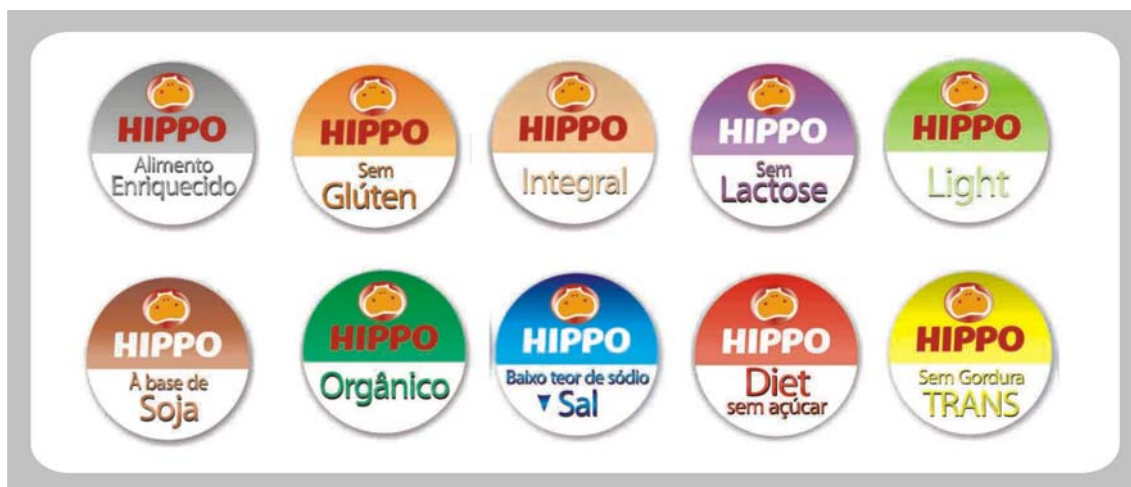 HIPPO
Alimento
Enriquecido
HIPPO
Sem
Glúten
HIPPO
Integral
HIPPO
Sem
Lactose
HIPPO
Light
HIPPO
À base de
Soja
HIPPO
Orgânico
HIPPO
Baixo teor de sódio
▼ Sal
HIPPO
Diet
sem açúcar
HIPPO
Sem Gordura
TRANS